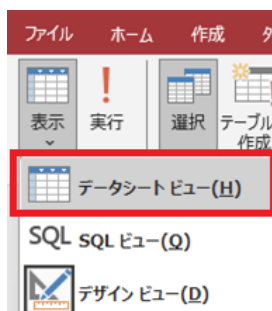 ファイル ホーム 作成
表示 実行 選択 テーブル
作成
データシート ビュー(H)
SQL SQL ビュー(Q)
デザイン ビュー(D)